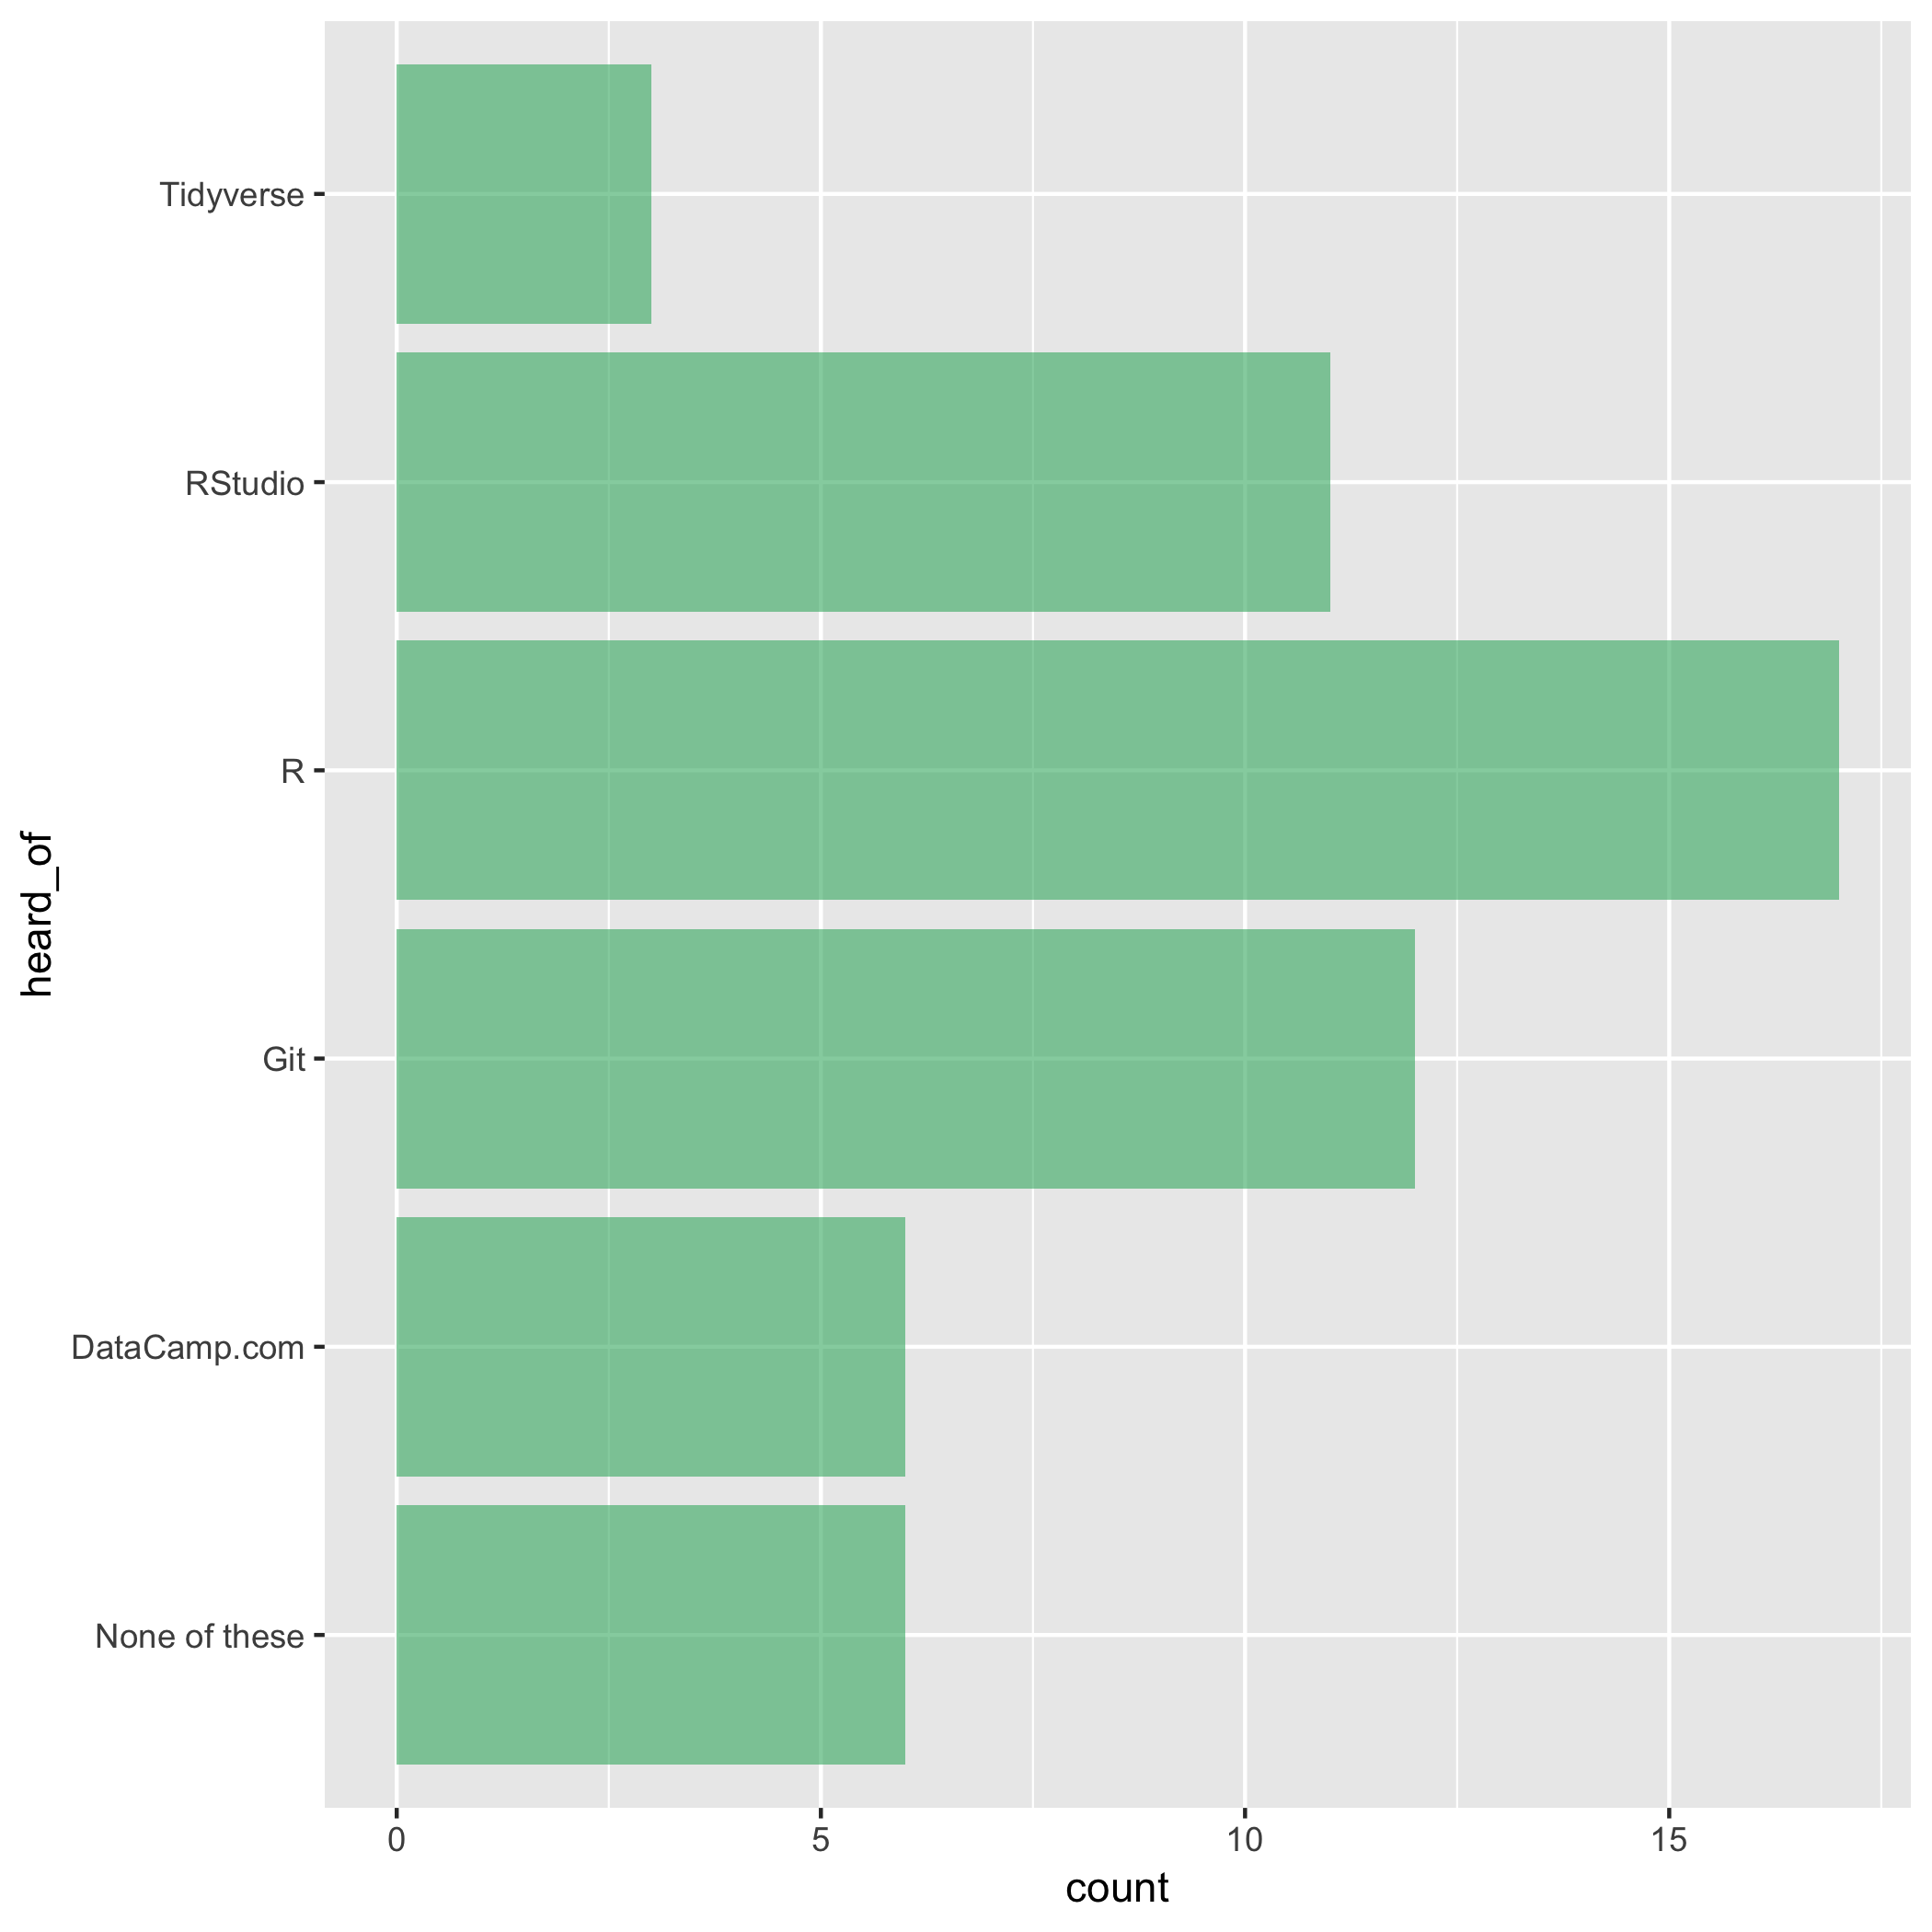 Tidyverse
RStudio
R
Git
DataCamp.com
None of these
heard_of
0 5 10 15
count